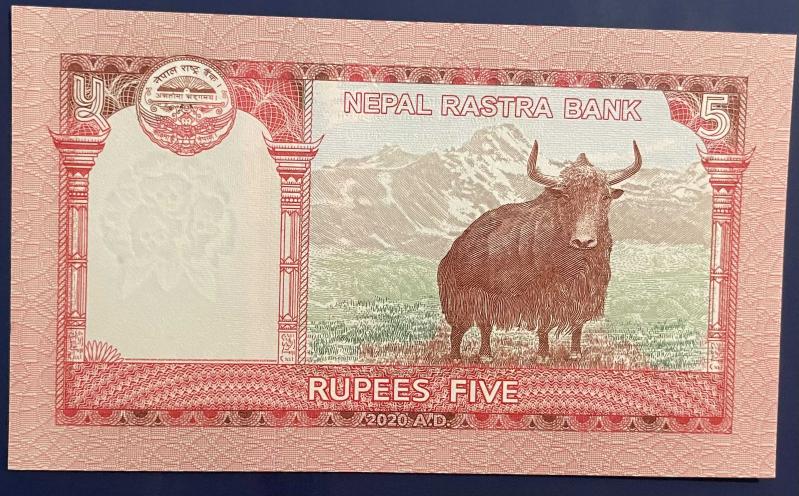 ५
नेपाल राष्ट्र बैंक
NEPAL RASTRA BANK
5
RUPEES FIVE
2020 A.D.